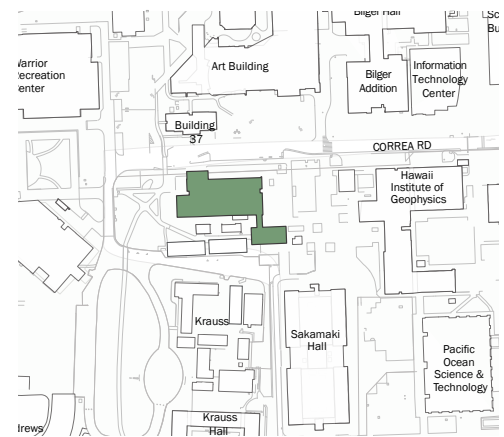 Bilger Hall
Warrior
Recreation
Center
Art Building
Bilger
Addition
Information
Technology
Center
Building
37
CORREA RD
Hawaii
Institute of
Geophysics
Krauss
Sakamaki
Hall
Pacific
Ocean
Science &
Technology
Krauss
Hall